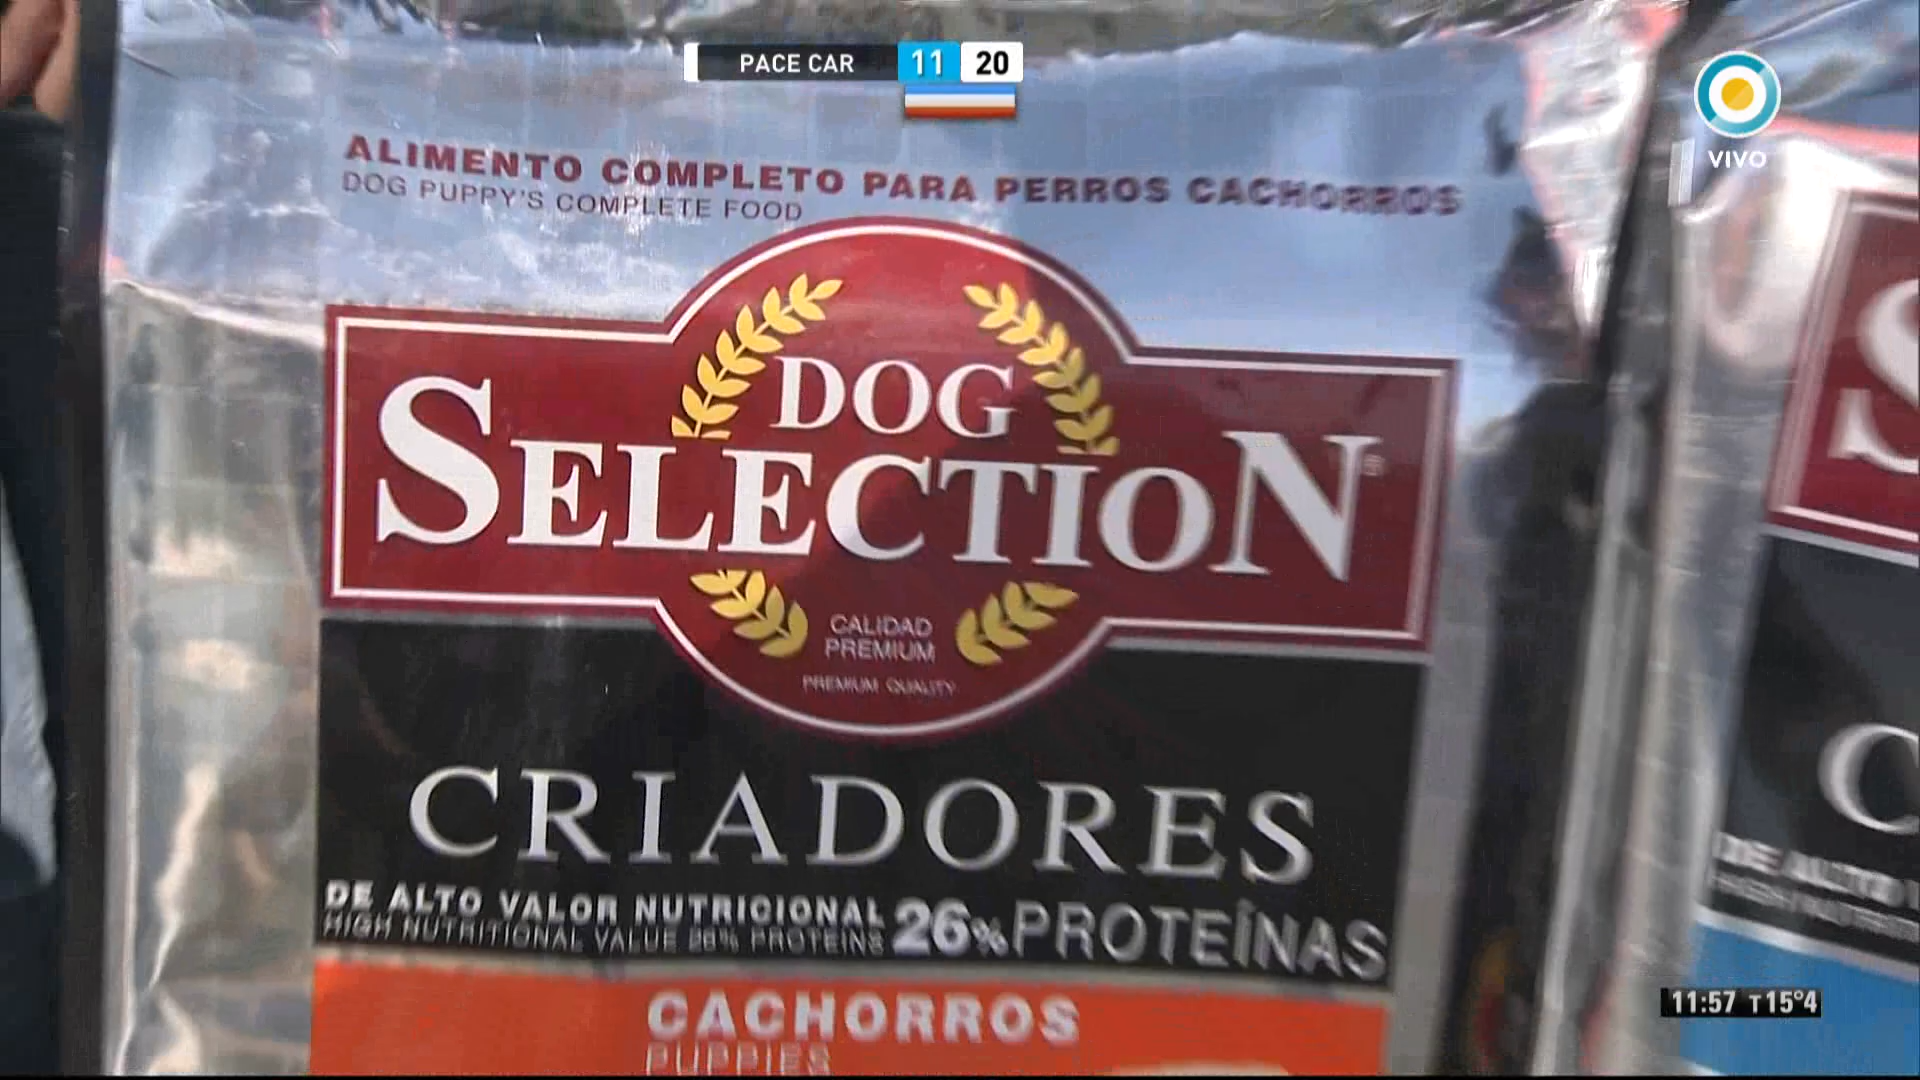 PACE CAR 11 20
VIVO
ALIMENTO COMPLETO PARA PERROS CACHORROS
DOG PUPPY'S COMPLETE FOOD
DOG
SELECTION®
CALIDAD
PREMIUM
PREMIUM QUALITY
CRIADORES
DE ALTO VALOR NUTRICIONAL 26% PROTEÍNAS
HIGH NUTRITIONAL VALUE 26% PROTEINS
CACHORROS
PUPPIES
S
C
DE ALTO
11:57 T15°4